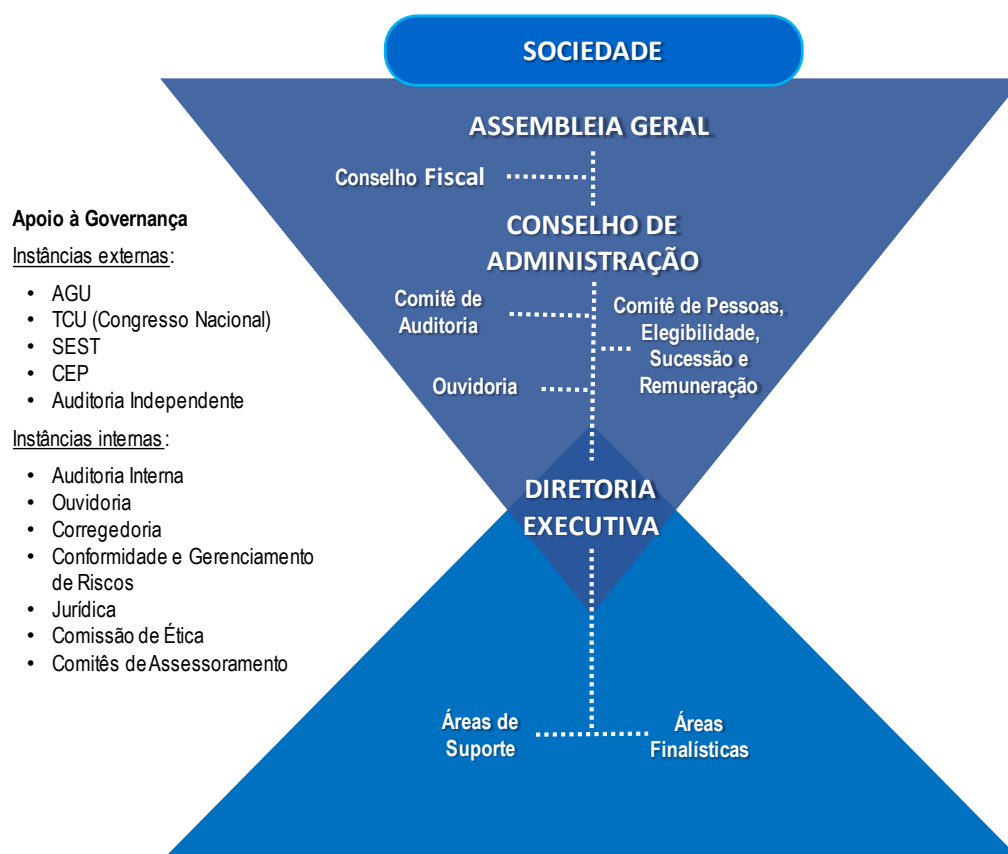 SOCIEDADE
ASSEMBLEIA GERAL
Conselho Fiscal
CONSELHO DE
ADMINISTRAÇÃO
Comitê de
Auditoria
Comitê de Pessoas,
Elegibilidade,
Sucessão e
Remuneração
Ouvidoria
DIRETORIA
EXECUTIVA
Áreas de
Suporte
Áreas
Finalísticas
Apoio à Governança
Instâncias externas:
• AGU
• TCU (Congresso Nacional)
• SEST
• CEP
• Auditoria Independente
Instâncias internas:
• Auditoria Interna
• Ouvidoria
• Corregedoria
• Conformidade e Gerenciamento
de Riscos
• Jurídica
• Comissão de Ética
• Comitês de Assessoramento